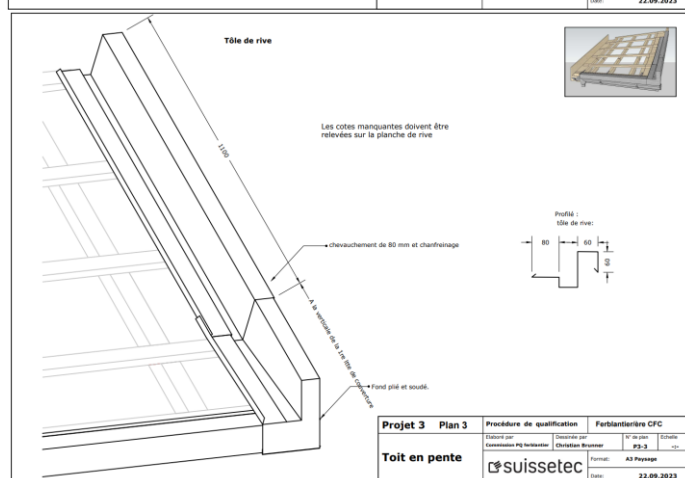 Date: 22.09.2023
Tôle de rive
Les cotes manquantes doivent être
relevées sur la planche de rive
1100
Profilé :
tôle de rive:
80
60
60
chevauchement de 80 mm et chanfreinage
A la verticale de la 1re latte de couverture
Fond plié et soudé.
Projet 3 Plan 3
Procédure de qualification
Ferblantier/ère CFC
Elaboré par
Commission PQ ferblantier
Dessinée par
Christian Brunner
N° de plan
P3-3
Echelle
Toit en pente
suissetec
Format: A3 Paysage
Date: 22.09.2023